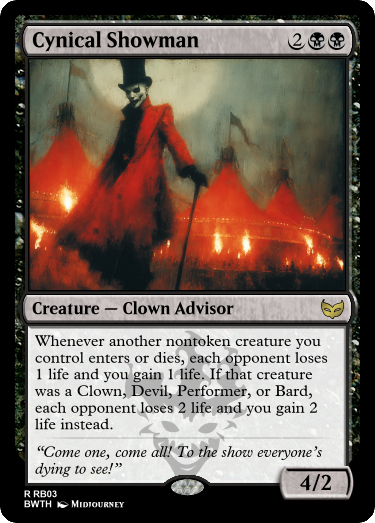 Cynical Showman 2
Creature — Clown Advisor
Whenever another nontoken creature you
control enters or dies, each opponent loses
1 life and you gain 1 life. If that creature
was a Clown, Devil, Performer, or Bard,
each opponent loses 2 life and you gain 2
life instead.
“Come one, come all! To the show everyone’s
dying to see!”
4/2
R RB03
BWTH Midjourney